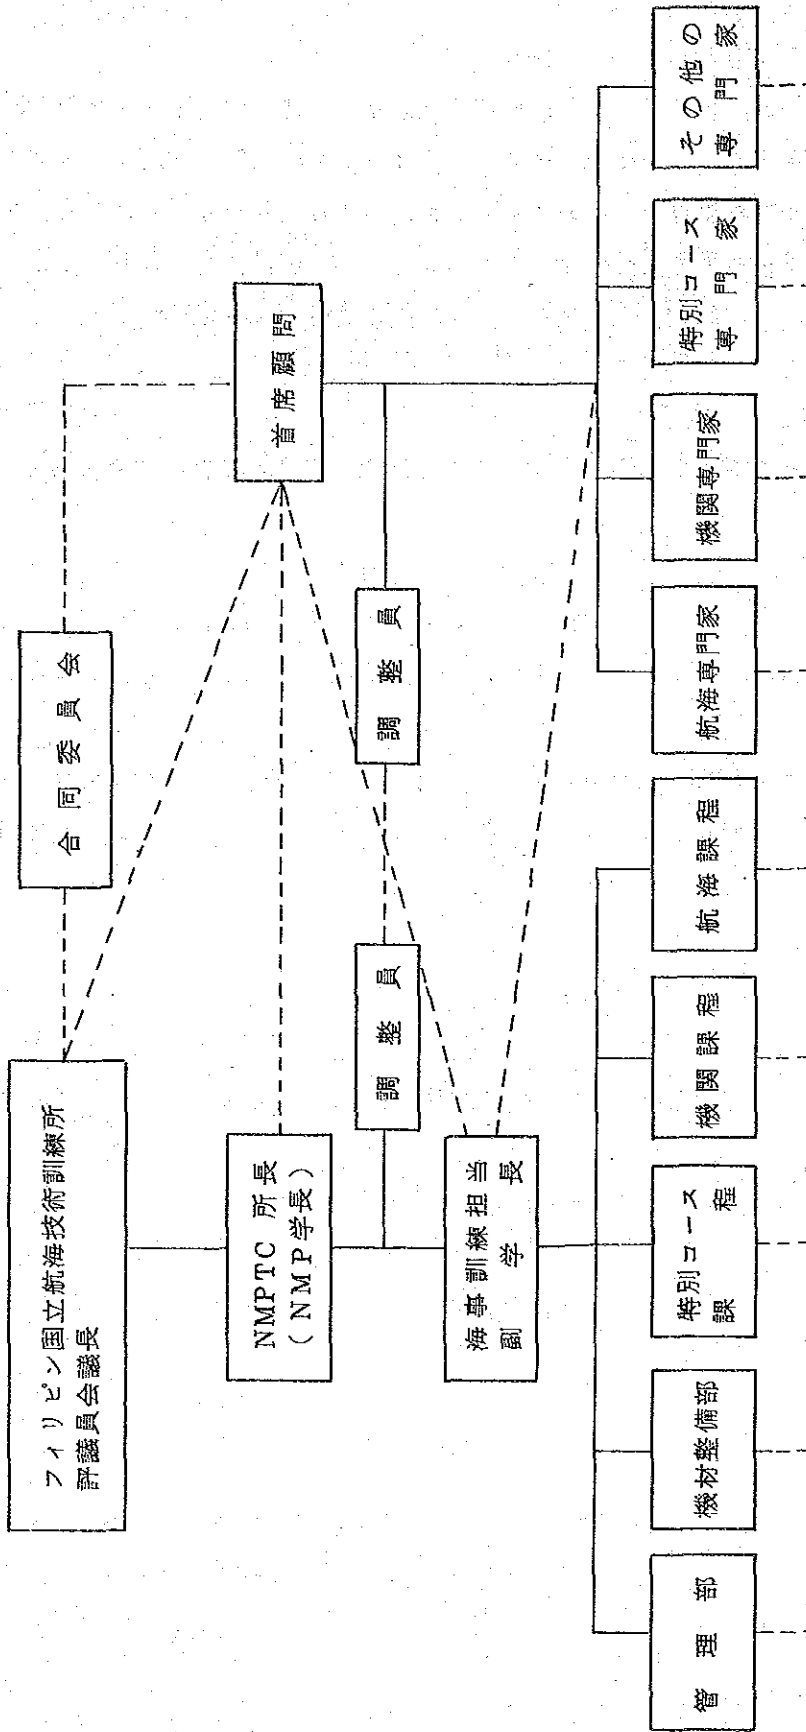 フィリピン国立航海技術訓練所
評議員会議長
合同委員会
NMPTC 所長
(NMP学長)
首席顧問
調整員
調整員
海事訓練担当
副学長
管理部
機材整備部
特別コース
課程
機関課程
航海課程
航海専門家
機関専門家
特別コース
専門家
その他の
専門家